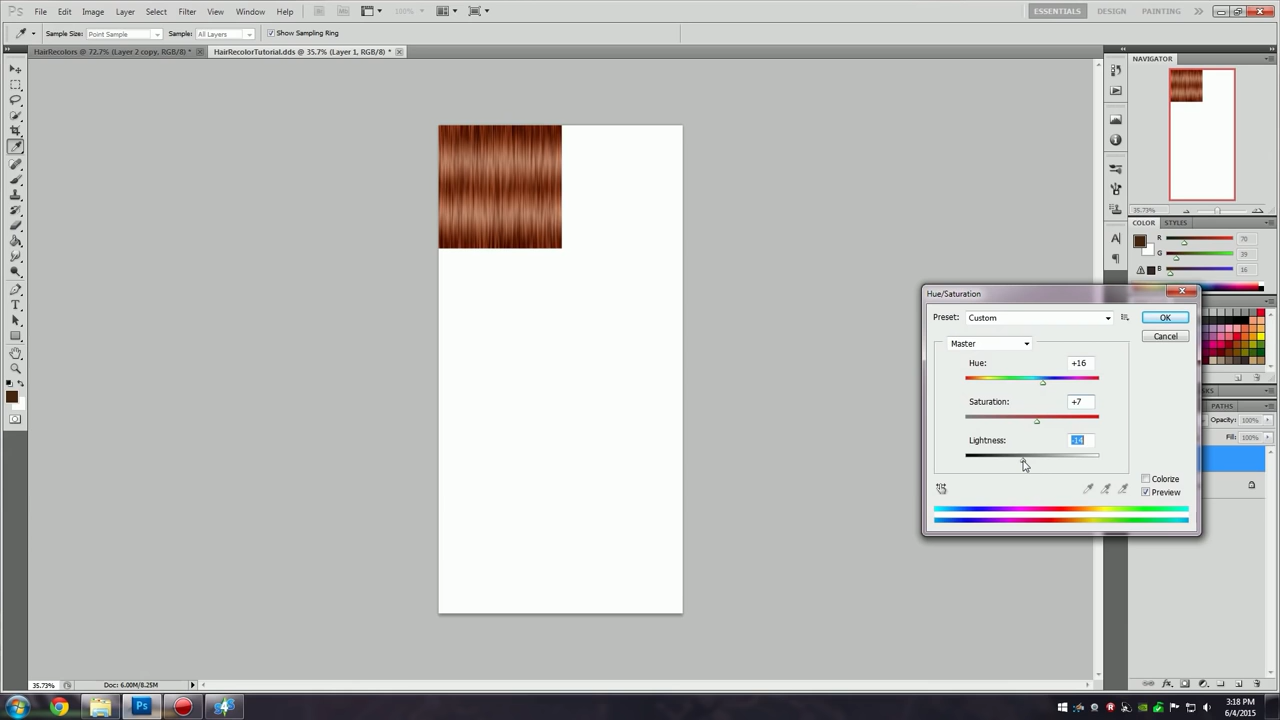 Ps File Edit Image Layer Select Filter Analysis 3D View Window Help 100% ESSENTIALS DESIGN PAINTING
Sample Size: Point Sample Sample: All Layers Show Sampling Ring
HairRecolors @ 72.7% (Layer 2 copy, RGB/8) * HairRecolorTutorial.dds @ 35.7% (Layer 1, RGB/8) *
NAVIGATOR
35.73%
COLOR STYLES
R 70
G 39
B 16
Hue/Saturation
Preset: Custom OK
Cancel
Master
Hue: +16
Saturation: +7
Lightness: -14
Colorize
Preview
PATHS
Opacity: 100%
Fill: 100%
35.73% Doc: 6.00M/8.25M
Ps
3:18 PM
6/4/2015